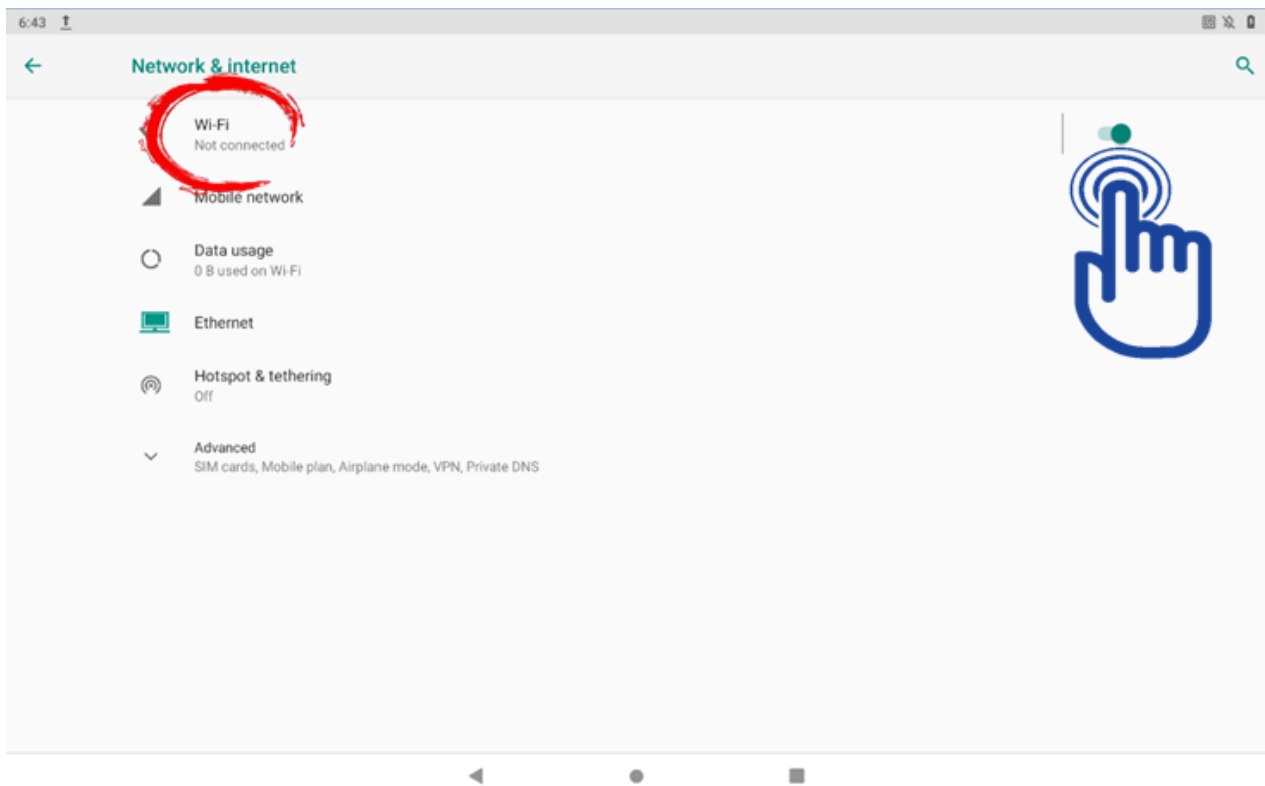 6:43
Network & internet
Wi-Fi
Not connected
Mobile network
Data usage
0 B used on Wi-Fi
Ethernet
Hotspot & tethering
Off
Advanced
SIM cards, Mobile plan, Airplane mode, VPN, Private DNS